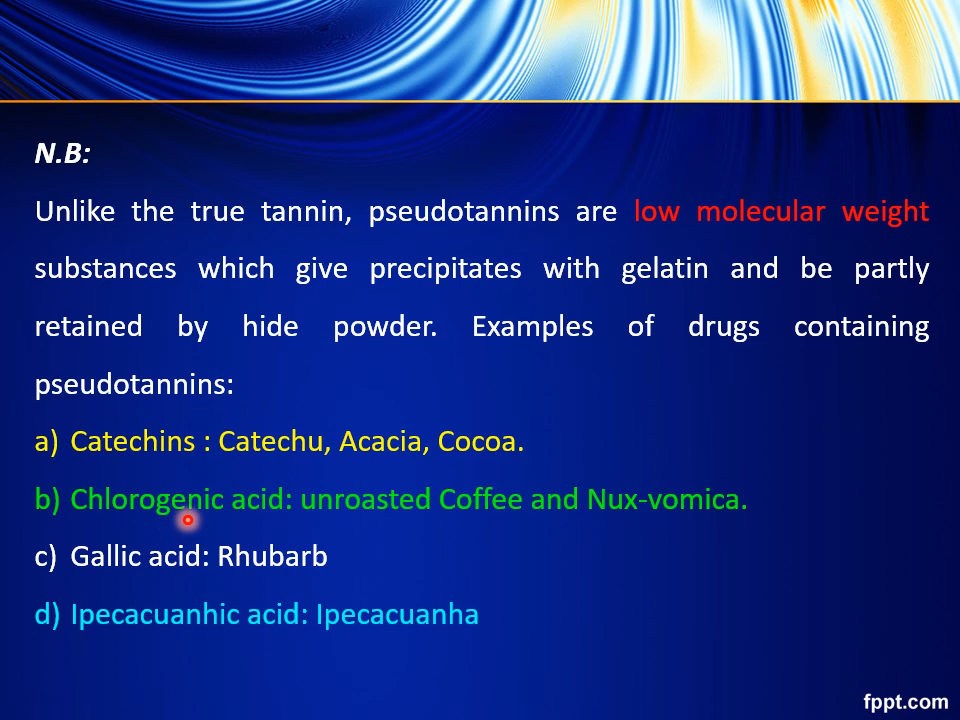 N.B:
Unlike the true tannin, pseudotannins are low molecular weight
substances which give precipitates with gelatin and be partly
retained by hide powder. Examples of drugs containing
pseudotannins:
a) Catechins : Catechu, Acacia, Cocoa.
b) Chlorogenic acid: unroasted Coffee and Nux-vomica.
c) Gallic acid: Rhubarb
d) Ipecacuanhic acid: Ipecacuanha
fppt.com